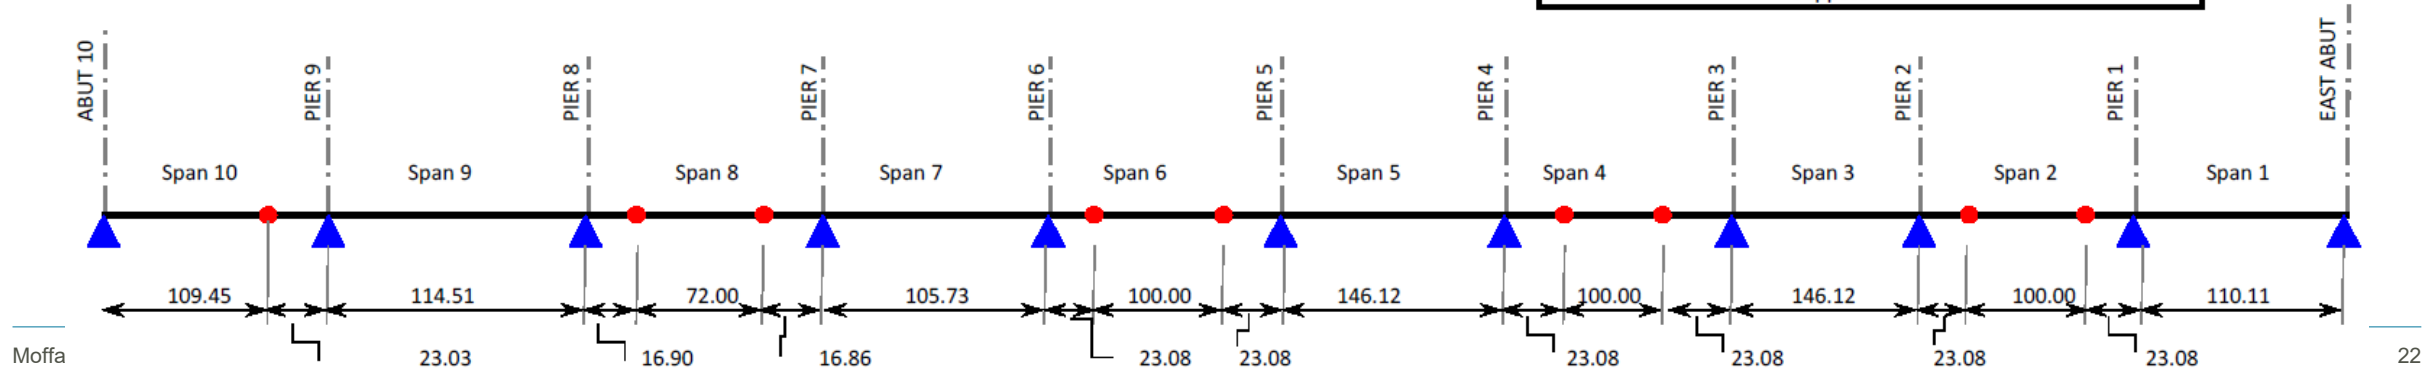 ABUT 10
PIER 9
PIER 8
PIER 7
PIER 6
PIER 5
PIER 4
PIER 3
PIER 2
PIER 1
EAST ABUT
Span 10 Span 9 Span 8 Span 7 Span 6 Span 5 Span 4 Span 3 Span 2 Span 1
109.45 114.51 72.00 105.73 100.00 146.12 100.00 146.12 100.00 110.11
Moffa 23.03 16.90 16.86 23.08 23.08 23.08 23.08 23.08 23.08 22